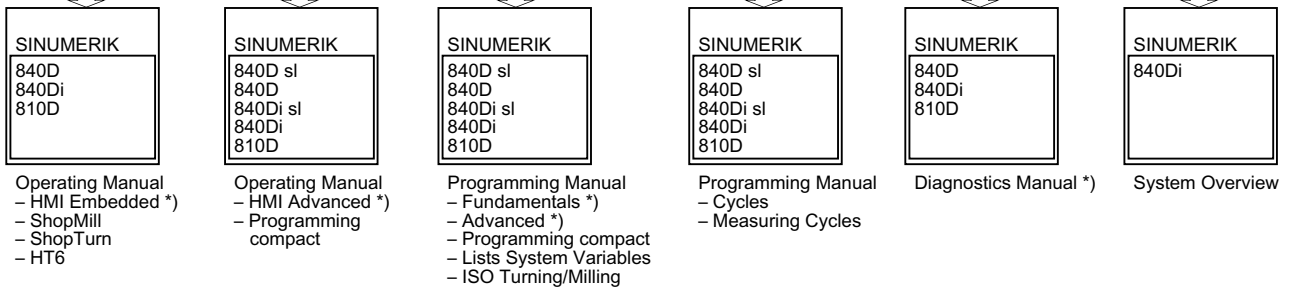 SINUMERIK
840D
840Di
810D
Operating Manual
– HMI Embedded *)
– ShopMill
– ShopTurn
– HT6
SINUMERIK
840D sl
840D
840Di sl
840Di
810D
Operating Manual
– HMI Advanced *)
– Programming
compact
SINUMERIK
840D sl
840D
840Di sl
840Di
810D
Programming Manual
– Fundamentals *)
– Advanced *)
– Programming compact
– Lists System Variables
– ISO Turning/Milling
SINUMERIK
840D sl
840D
840Di sl
840Di
810D
Programming Manual
– Cycles
– Measuring Cycles
SINUMERIK
840D
840Di
810D
Diagnostics Manual *)
SINUMERIK
840Di
System Overview